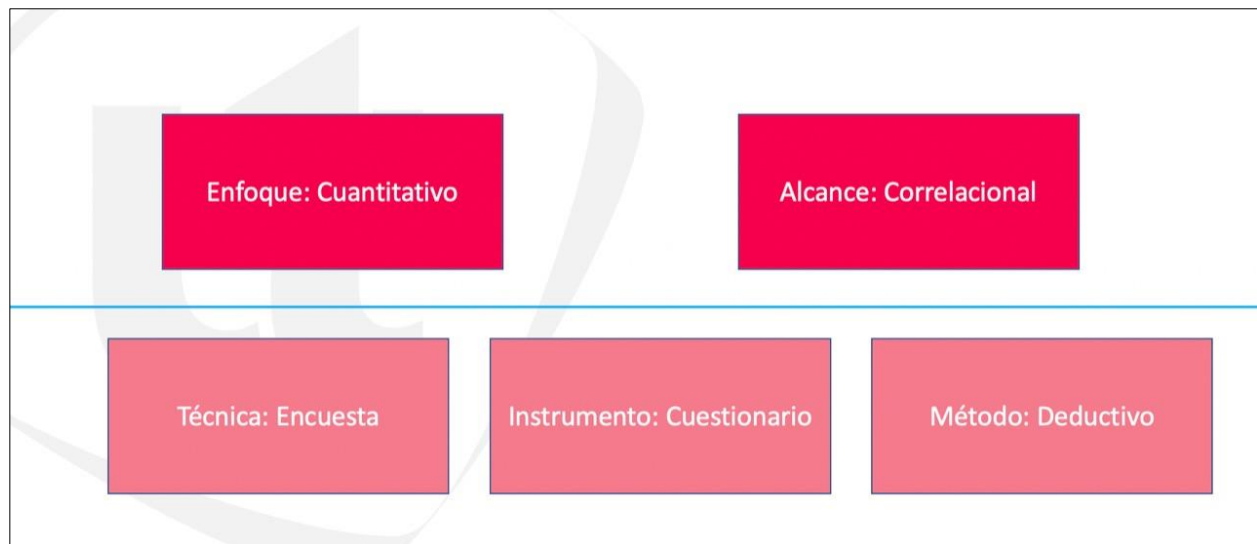 Enfoque: Cuantitativo
Alcance: Correlacional
Técnica: Encuesta
Instrumento: Cuestionario
Método: Deductivo